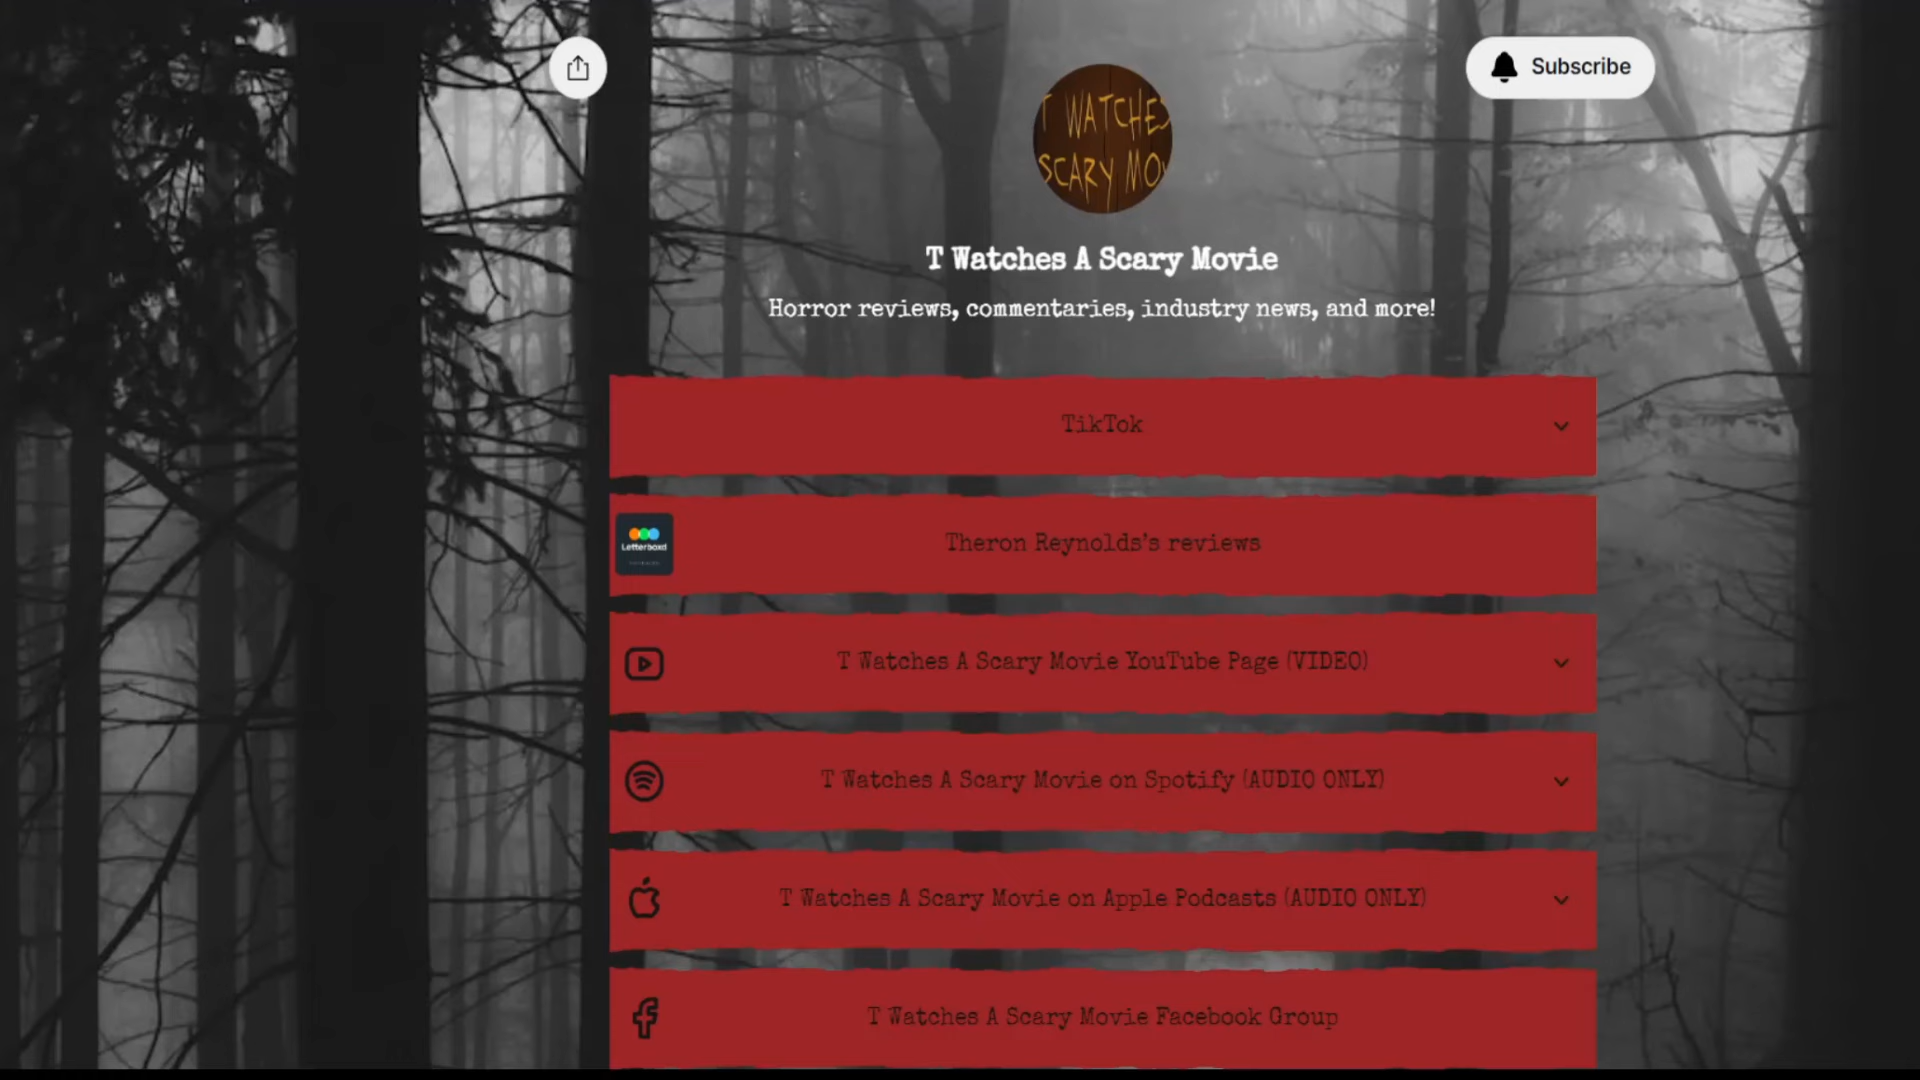 Subscribe
T WATCHES
SCARY MO
T Watches A Scary Movie
Horror reviews, commentaries, industry news, and more!
TikTok
Letterboxd
Theron Reynolds's reviews
T Watches A Scary Movie YouTube Page (VIDEO)
T Watches A Scary Movie on Spotify (AUDIO ONLY)
T Watches A Scary Movie on Apple Podcasts (AUDIO ONLY)
T Watches A Scary Movie Facebook Group